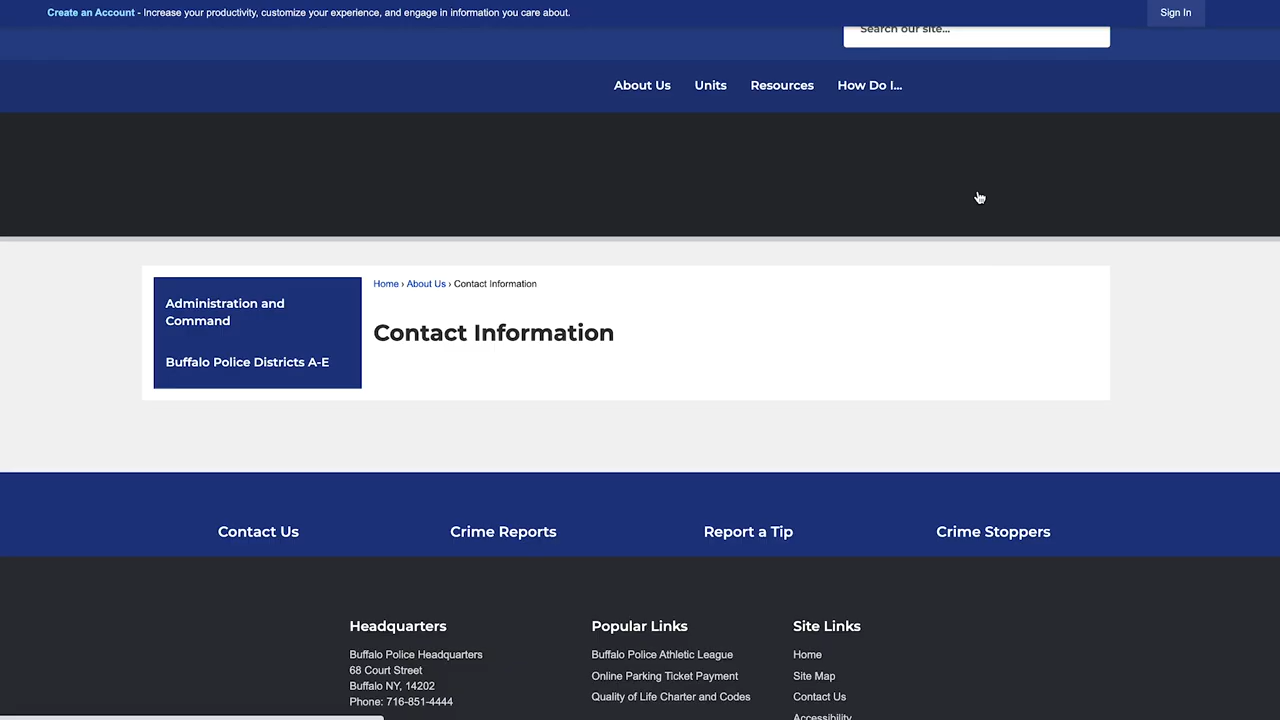 Create an Account - Increase your productivity, customize your experience, and engage in information you care about.
Sign In
Search our site...
About Us
Units
Resources
How Do I...
Home › About Us › Contact Information
Administration and
Command
Buffalo Police Districts A-E
Contact Information
Contact Us
Crime Reports
Report a Tip
Crime Stoppers
Headquarters
Buffalo Police Headquarters
68 Court Street
Buffalo NY, 14202
Phone: 716-851-4444
Popular Links
Buffalo Police Athletic League
Online Parking Ticket Payment
Quality of Life Charter and Codes
Site Links
Home
Site Map
Contact Us
Accessibility